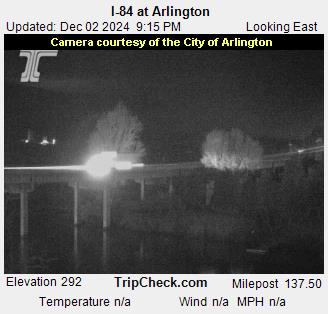 I-84 at Arlington
Updated: Dec 02 2024  9:15 PM Looking East
Camera courtesy of the City of Arlington
Elevation 292 TripCheck.com Milepost 137.50
Temperature n/a Wind n/a MPH n/a